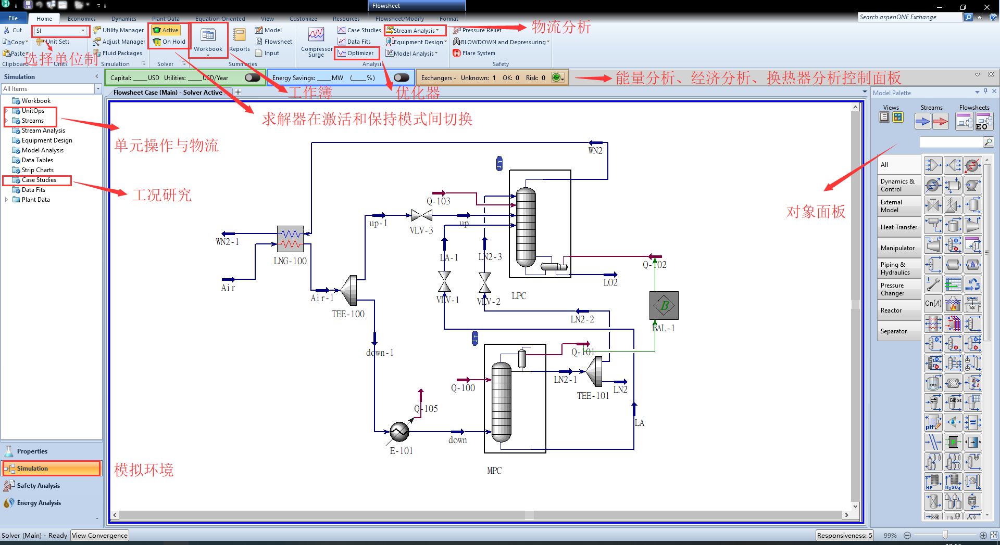 Flowsheet
File
Home
Economics
Dynamics
Plant Data
Equation Oriented
View
Customize
Resources
Flowsheet/Modify
Format
Search aspenONE Exchange
Cut
Copy
Paste
Clipboard
SI
Unit Sets
Units
选择单位制
Utility Manager
Adjust Manager
Fluid Packages
Simulation
Active
On Hold
Solver
Workbook
Reports
Model
Flowsheet
Input
Summaries
Compressor
Surge
Case Studies
Data Fits
Optimizer
Stream Analysis
Equipment Design
Model Analysis
Analysis
Pressure Relief
BLOWDOWN and Depressuring
Flare System
Safety
物流分析
Capital: ____USD Utilities: ____USD/Year
Energy Savings: ____MW (____%)
Exchangers - Unknown: 1 OK: 0 Risk: 0
能量分析、经济分析、换热器分析控制面板
Simulation
All Items
Workbook
UnitOps
Streams
Stream Analysis
Equipment Design
Model Analysis
Data Tables
Strip Charts
Case Studies
Data Fits
Plant Data
Properties
Simulation
Safety Analysis
Energy Analysis
Flowsheet Case (Main) - Solver Active
工作簿
优化器
求解器在激活和保持模式间切换
单元操作与物流
工况研究
模拟环境
对象面板
WN2
Q-103
up-1
VLV-3
up
WN2-1
LNG-100
LA-1
LN2-3
Q-102
Air
Air-1
LO2
TEE-100
VLV-1
VLV-2
LPC
LN2-2
B
BAL-1
down-1
Q-101
Q-100
LN2-1
LN2
TEE-101
Q-105
LA
down
E-101
MPC
Model Palette
Views
Streams
Flowsheets
EO
All
Dynamics &
Control
External
Model
Heat Transfer
Manipulator
Piping &
Hydraulics
Pressure
Changer
Reactor
Separator
Cn(A)
Gibbs
pH
HF
H₂SO₄
Solver (Main) - Ready
View Convergence
Responsiveness: 5
99%